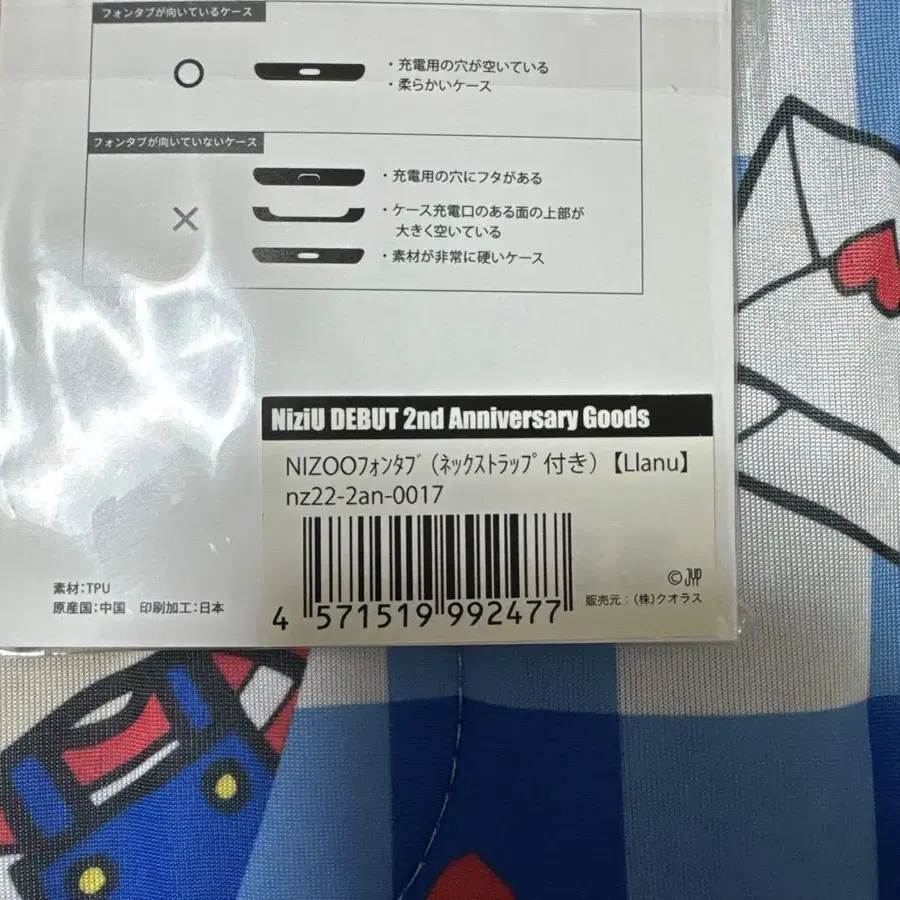 フォンタブが向いているケース
・充電用の穴が空いている
・柔らかいケース
フォンタブが向いていないケース
・充電用の穴にフタがある
・ケース充電口のある面の上部が
大きく空いている
・素材が非常に硬いケース
NiziU DEBUT 2nd Anniversary Goods
NIZOOﾌｫﾝﾀﾌﾞ（ﾈｯｸｽﾄﾗｯﾌﾟ付き）【Llanu】
nz22-2an-0017
4 571519 992477
©JYP
販売元：（株）クオラス
素材：TPU
原産国：中国　印刷加工：日本